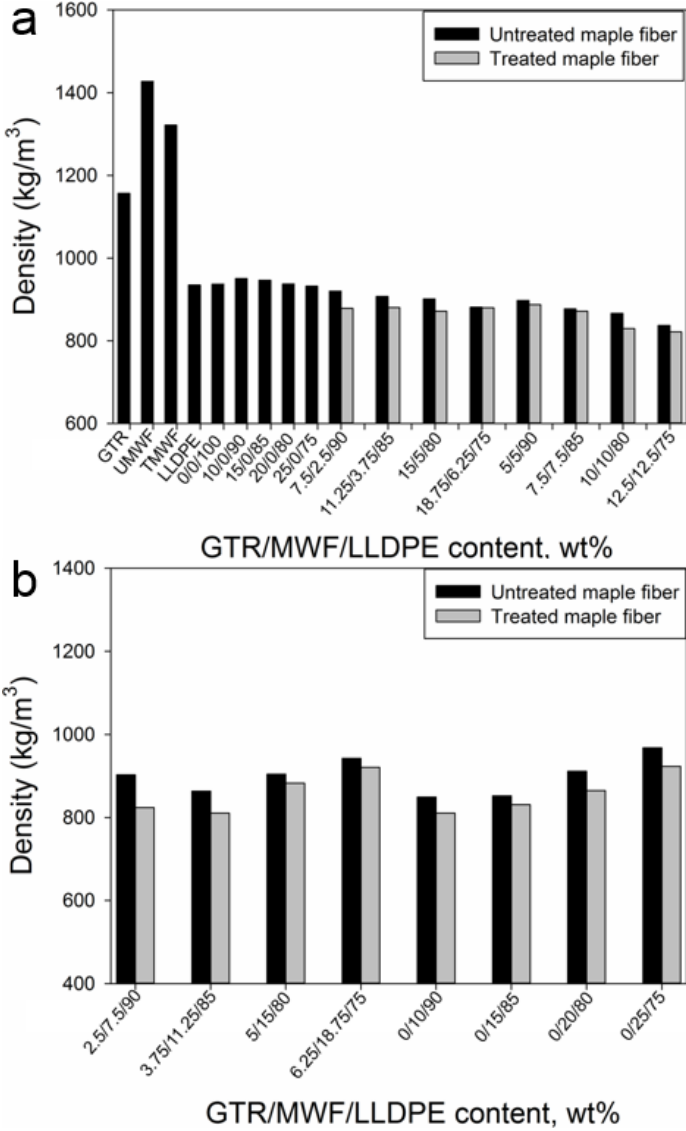 a
1600
1400
1200
1000
800
600
Density (kg/m³)
Untreated maple fiber
Treated maple fiber
GTR
UMWF
TMWF
LLDPE
0/0/100
10/0/90
15/0/85
20/0/80
25/0/75
7.5/2.5/90
11.25/3.75/85
15/5/80
18.75/6.25/75
5/5/90
7.5/7.5/85
10/10/80
12.5/12.5/75
GTR/MWF/LLDPE content, wt%
b
1400
1200
1000
800
600
400
Density (kg/m³)
Untreated maple fiber
Treated maple fiber
2.5/7.5/90
3.75/11.25/85
5/15/80
6.25/18.75/75
0/10/90
0/15/85
0/20/80
0/25/75
GTR/MWF/LLDPE content, wt%